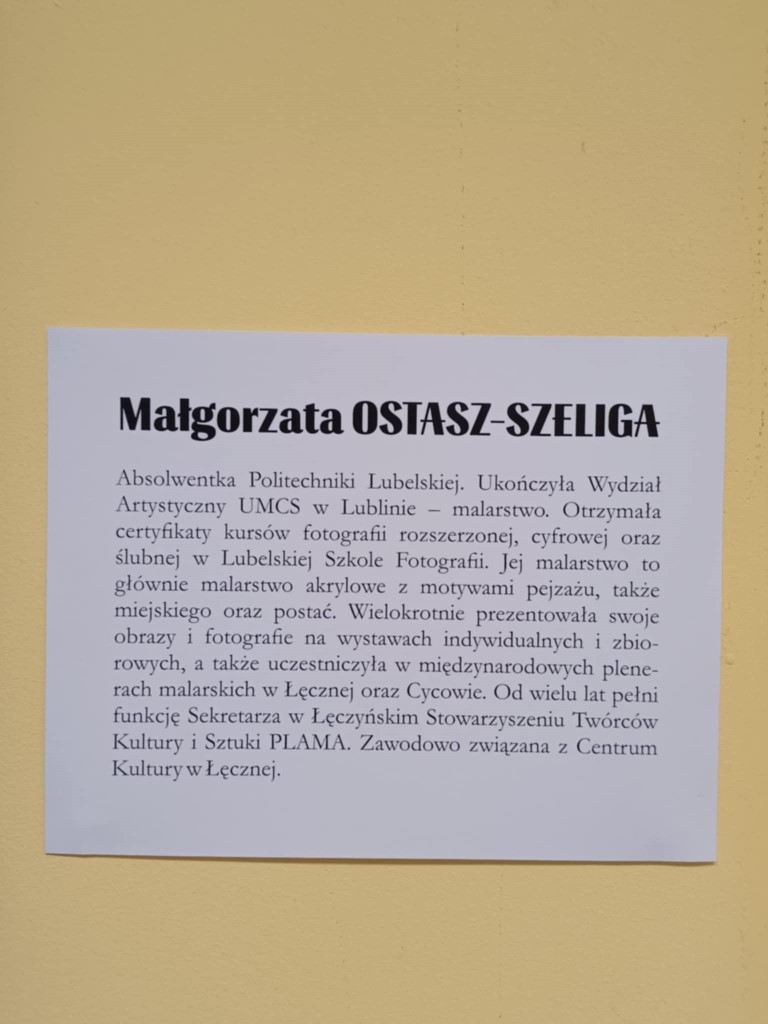 Małgorzata OSTASZ-SZELIGA
Absolwentka Politechniki Lubelskiej. Ukończyła Wydział
Artystyczny UMCS w Lublinie – malarstwo. Otrzymała
certyfikaty kursów fotografii rozszerzonej, cyfrowej oraz
ślubnej w Lubelskiej Szkole Fotografii. Jej malarstwo to
głównie malarstwo akrylowe z motywami pejzażu, także
miejskiego oraz postać. Wielokrotnie prezentowała swoje
obrazy i fotografie na wystawach indywidualnych i zbio-
rowych, a także uczestniczyła w międzynarodowych plene-
rach malarskich w Łęcznej oraz Cycowie. Od wielu lat pełni
funkcję Sekretarza w Łęczyńskim Stowarzyszeniu Twórców
Kultury i Sztuki PLAMA. Zawodowo związana z Centrum
Kultury w Łęcznej.